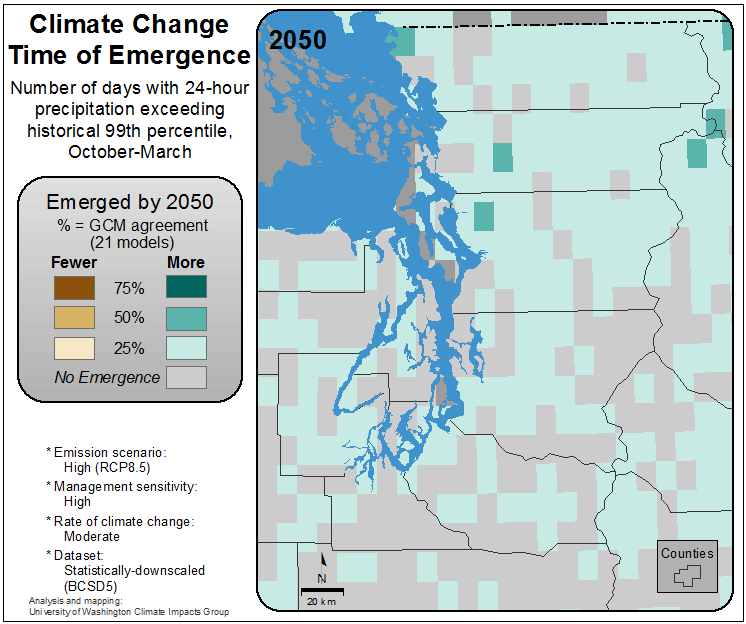 Climate Change
Time of Emergence
Number of days with 24-hour
precipitation exceeding
historical 99th percentile,
October-March
Emerged by 2050
% = GCM agreement
(21 models)
Fewer More
75%
50%
25%
No Emergence
* Emission scenario:
High (RCP8.5)
* Management sensitivity:
High
* Rate of climate change:
Moderate
* Dataset:
Statistically-downscaled
(BCSD5)
Analysis and mapping:
University of Washington Climate Impacts Group
2050
N
20 km
Counties